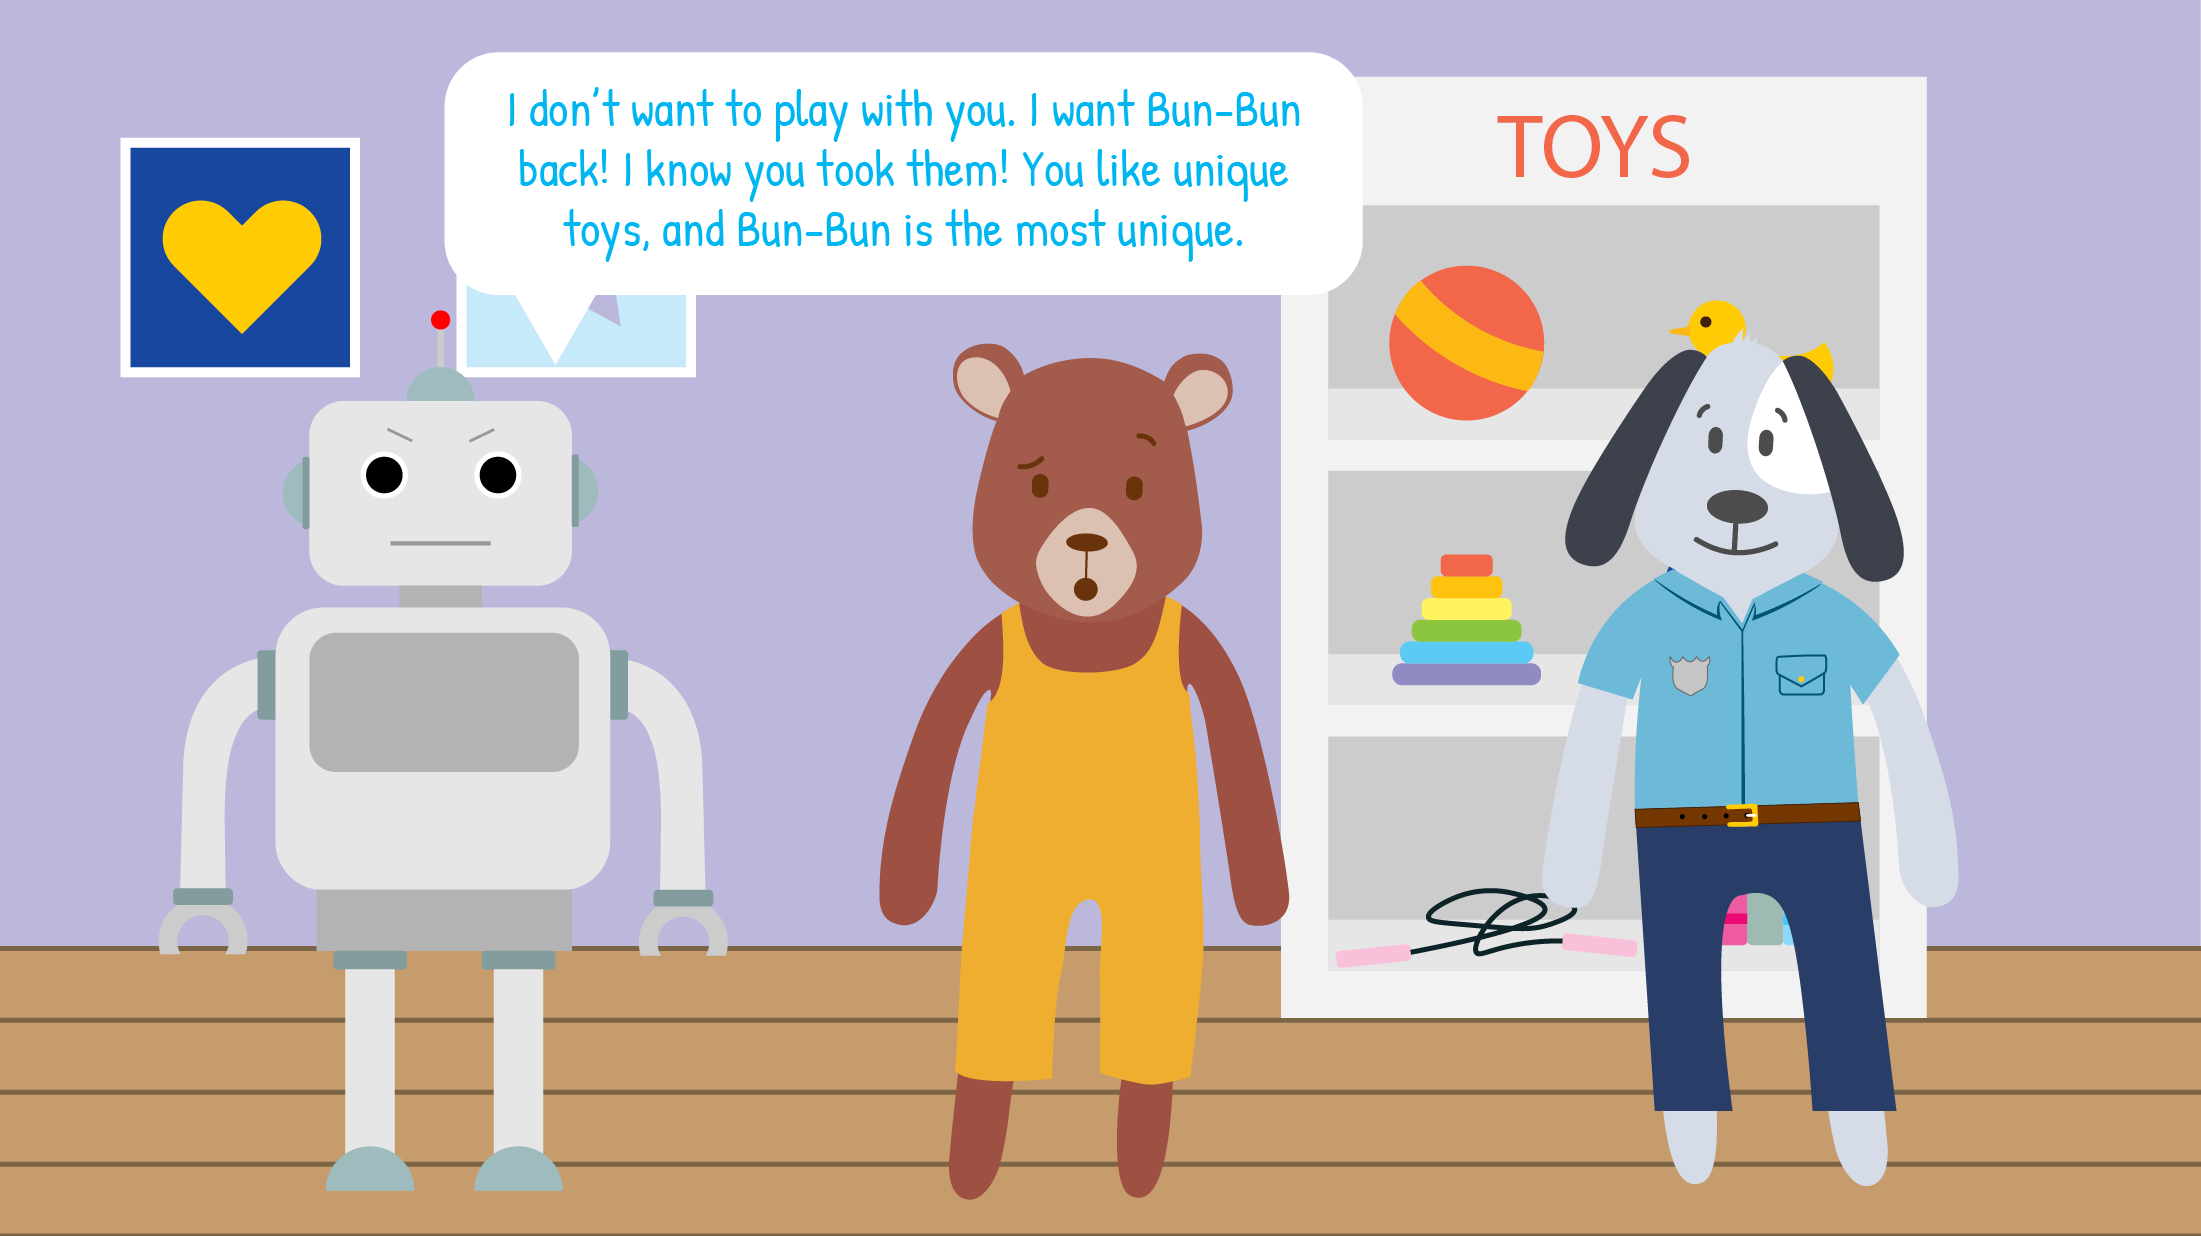 I don't want to play with you. I want Bun-Bun
back! I know you took them! You like unique
toys, and Bun-Bun is the most unique.
TOYS